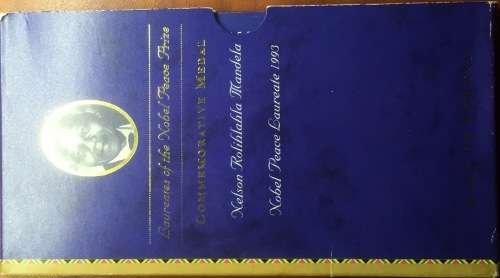 Laureates of the Nobel Peace Prize
COMMEMORATIVE MEDAL
Nelson Rolihlahla Mandela
Nobel Peace Laureate 1993